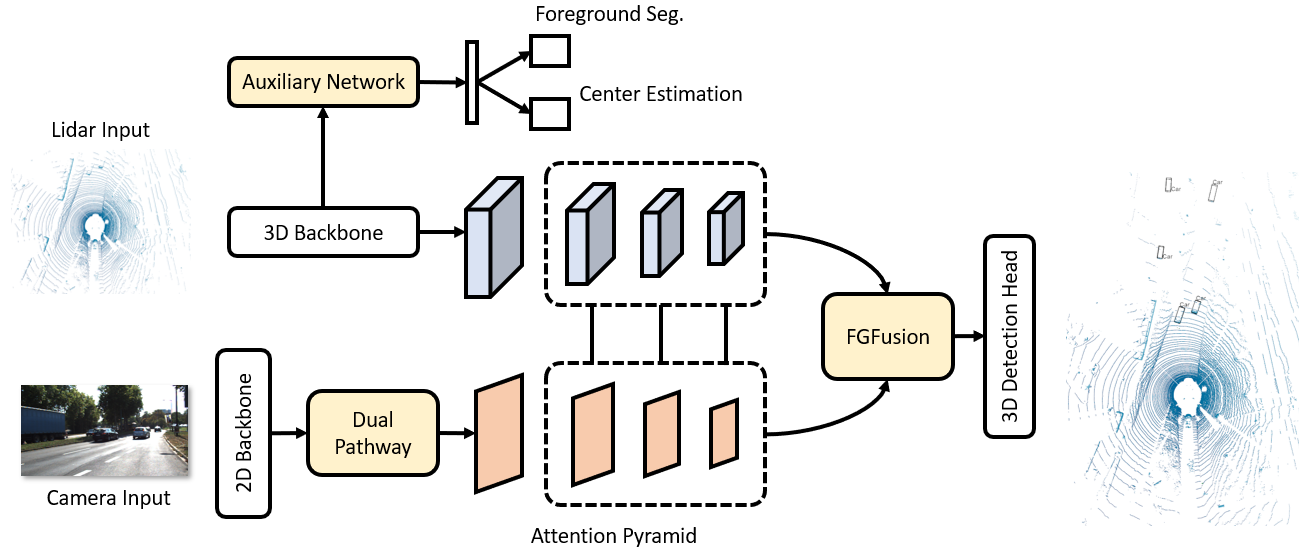 Foreground Seg.
Auxiliary Network
Center Estimation
Lidar Input
3D Backbone
Car
Car
Car
Car
Car
FGFusion
3D Detection Head
2D Backbone
Dual
Pathway
Camera Input
Attention Pyramid